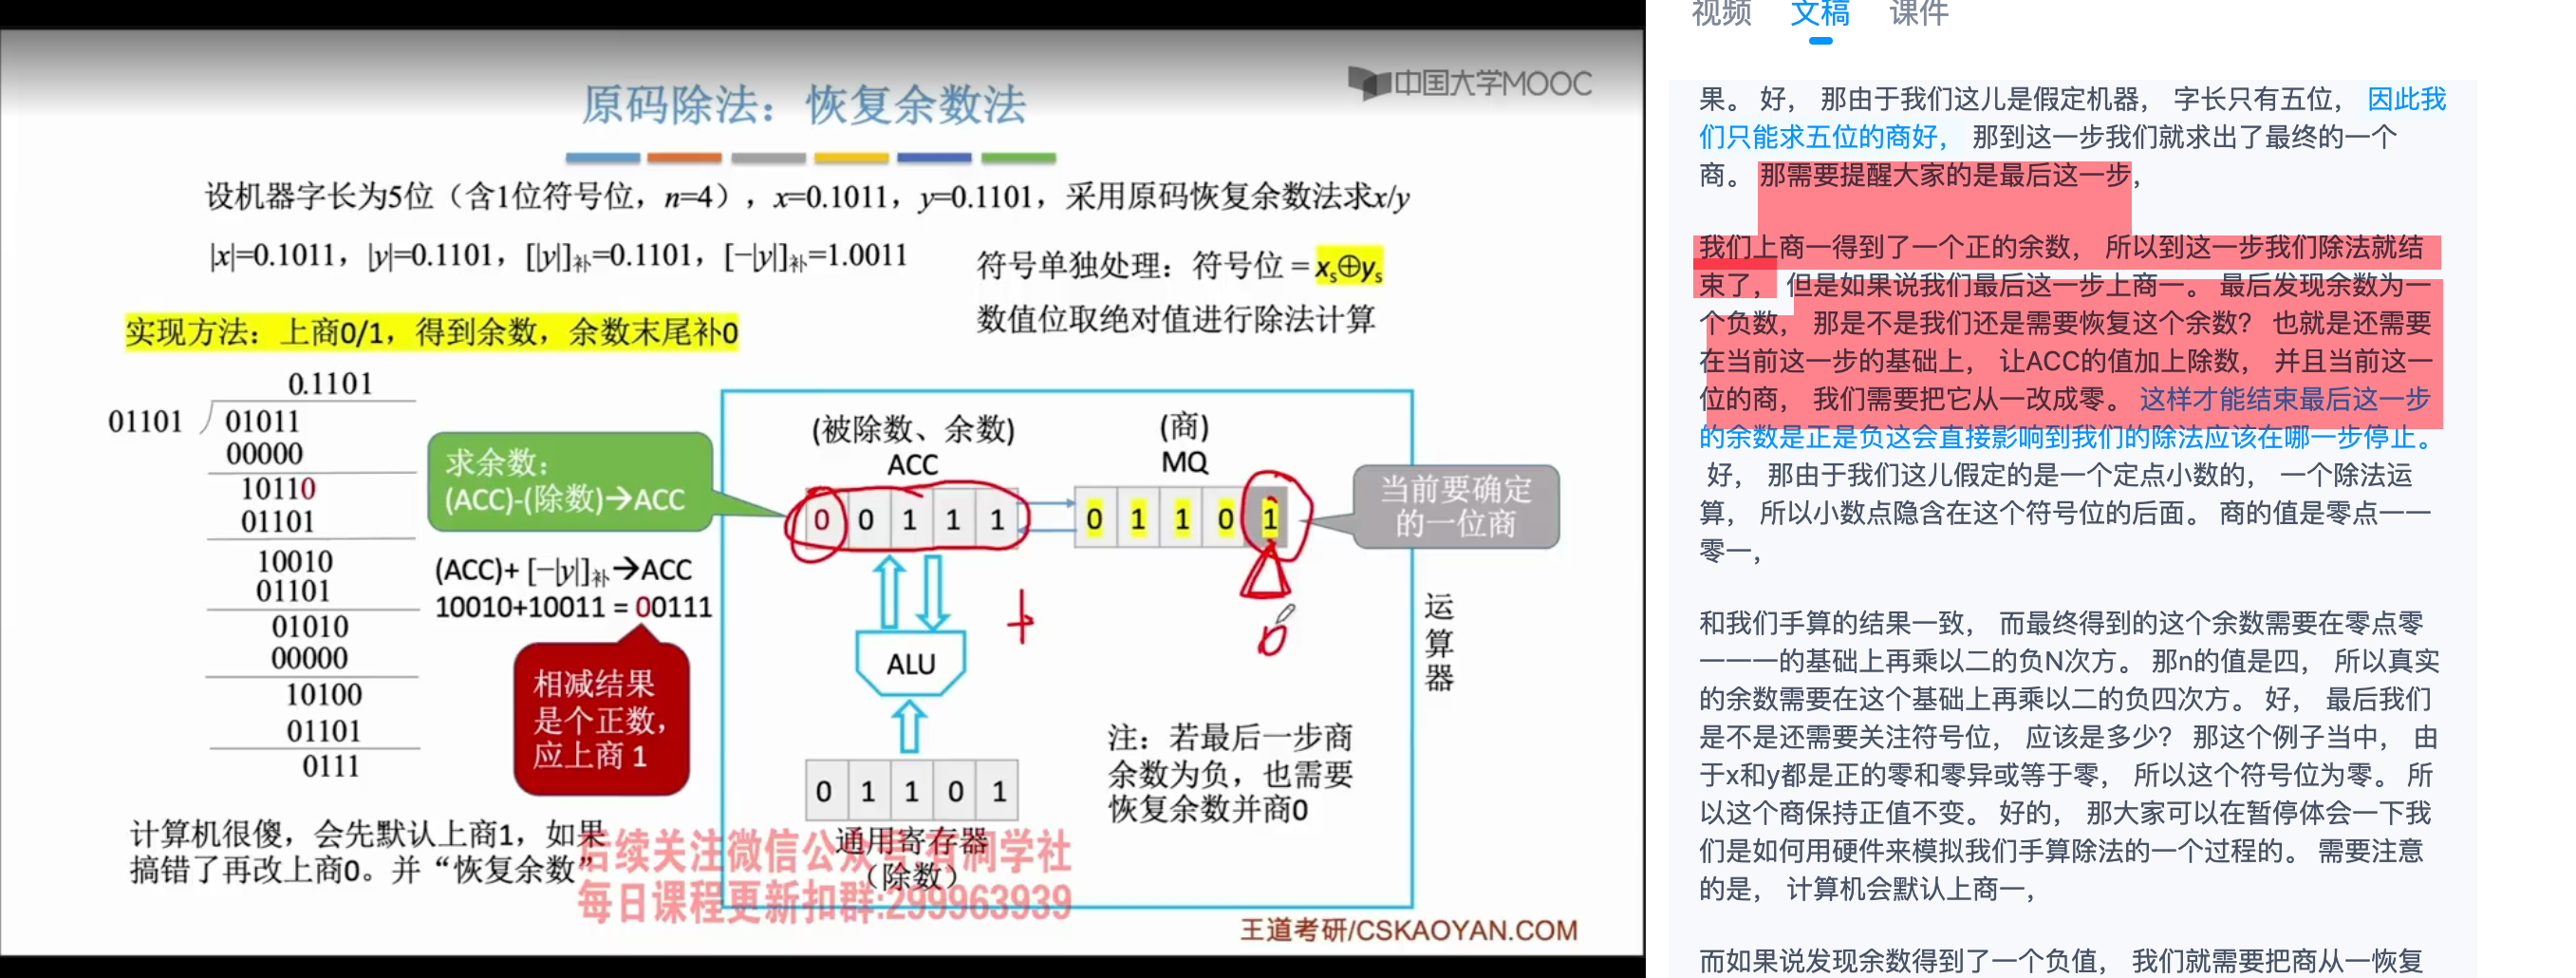 中国大学MOOC
原码除法：恢复余数法
设机器字长为5位（含1位符号位，n=4），x=0.1011，y=0.1101，采用原码恢复余数法求x/y
|x|=0.1011，|y|=0.1101，[|y|]补=0.1101，[−|y|]补=1.0011
符号单独处理：符号位 = xs⊕ys
数值位取绝对值进行除法计算
实现方法：上商0/1，得到余数，余数末尾补0
0.1101
01101
01011
00000
10110
01101
10010
01101
01010
00000
10100
01101
0111
求余数：
(ACC)-(除数)→ACC
(ACC)+ [−|y|]补→ACC
10010+10011 = 00111
相减结果
是个正数，
应上商 1
计算机很傻，会先默认上商1，如果
搞错了再改上商0。并“恢复余数”
(被除数、余数)
ACC
(商)
MQ
0 0 1 1 1
0 1 1 0 1
当前要确定
的一位商
+
0
ALU
运算器
0 1 1 0 1
通用寄存器
（除数）
注：若最后一步商
余数为负，也需要
恢复余数并商0
后续关注微信公众号:有洞学社
每日课程更新扣群:299963939
王道考研/CSKAOYAN.COM
视频 文稿 课件
果。 好， 那由于我们这儿是假定机器， 字长只有五位， 因此我
们只能求五位的商好， 那到这一步我们就求出了最终的一个
商。 那需要提醒大家的是最后这一步，
我们上商一得到了一个正的余数， 所以到这一步我们除法就结
束了， 但是如果说我们最后这一步上商一。 最后发现余数为一
个负数， 那是不是我们还是需要恢复这个余数？ 也就是还需要
在当前这一步的基础上， 让ACC的值加上除数， 并且当前这一
位的商， 我们需要把它从一改成零。 这样才能结束最后这一步
的余数是正是负这会直接影响到我们的除法应该在哪一步停止。
好， 那由于我们这儿假定的是一个定点小数的， 一个除法运
算， 所以小数点隐含在这个符号位的后面。 商的值是零点一一
零一，
和我们手算的结果一致， 而最终得到的这个余数需要在零点零
一一一的基础上再乘以二的负N次方。 那n的值是四， 所以真实
的余数需要在这个基础上再乘以二的负四次方。 好， 最后我们
是不是还需要关注符号位， 应该是多少？ 那这个例子当中， 由
于x和y都是正的零和零异或等于零， 所以这个符号位为零。 所
以这个商保持正值不变。 好的， 那大家可以在暂停体会一下我
们是如何用硬件来模拟我们手算除法的一个过程的。 需要注意
的是， 计算机会默认上商一，
而如果说发现余数得到了一个负值， 我们就需要把商从一恢复